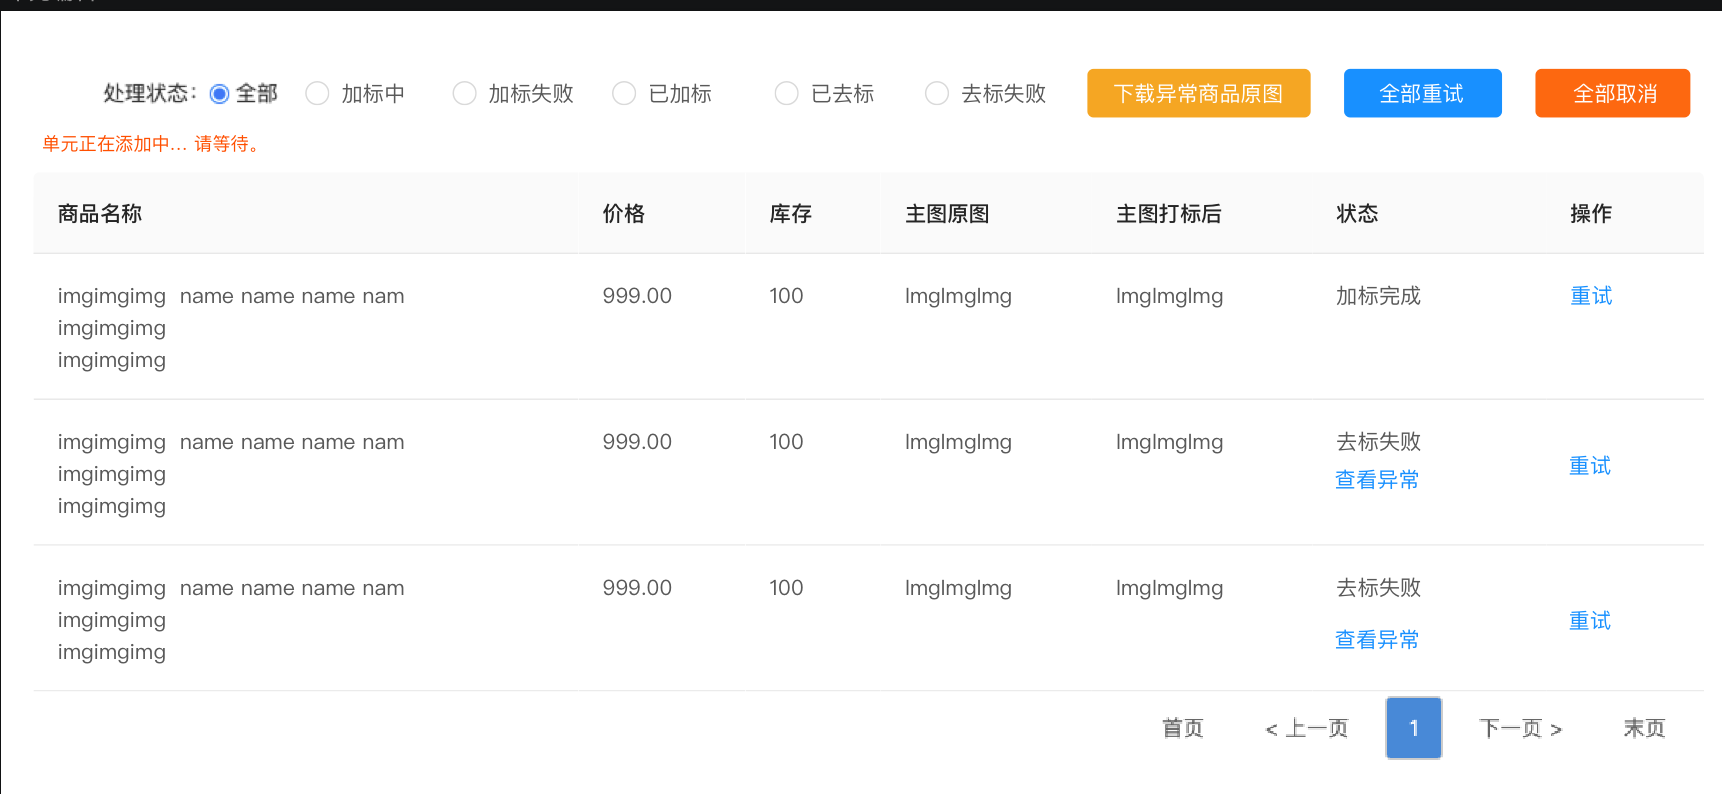 处理状态： 全部 加标中 加标失败 已加标 已去标 去标失败 下载异常商品原图 全部重试 全部取消
单元正在添加中... 请等待。
商品名称 价格 库存 主图原图 主图打标后 状态 操作
imgimgimg name name name nam 999.00 100 ImgImgImg ImgImgImg 加标完成 重试
imgimgimg
imgimgimg
imgimgimg name name name nam 999.00 100 ImgImgImg ImgImgImg 去标失败
imgimgimg 查看异常 重试
imgimgimg
imgimgimg name name name nam 999.00 100 ImgImgImg ImgImgImg 去标失败
imgimgimg 重试
imgimgimg 查看异常
首页 < 上一页 1 下一页 > 末页